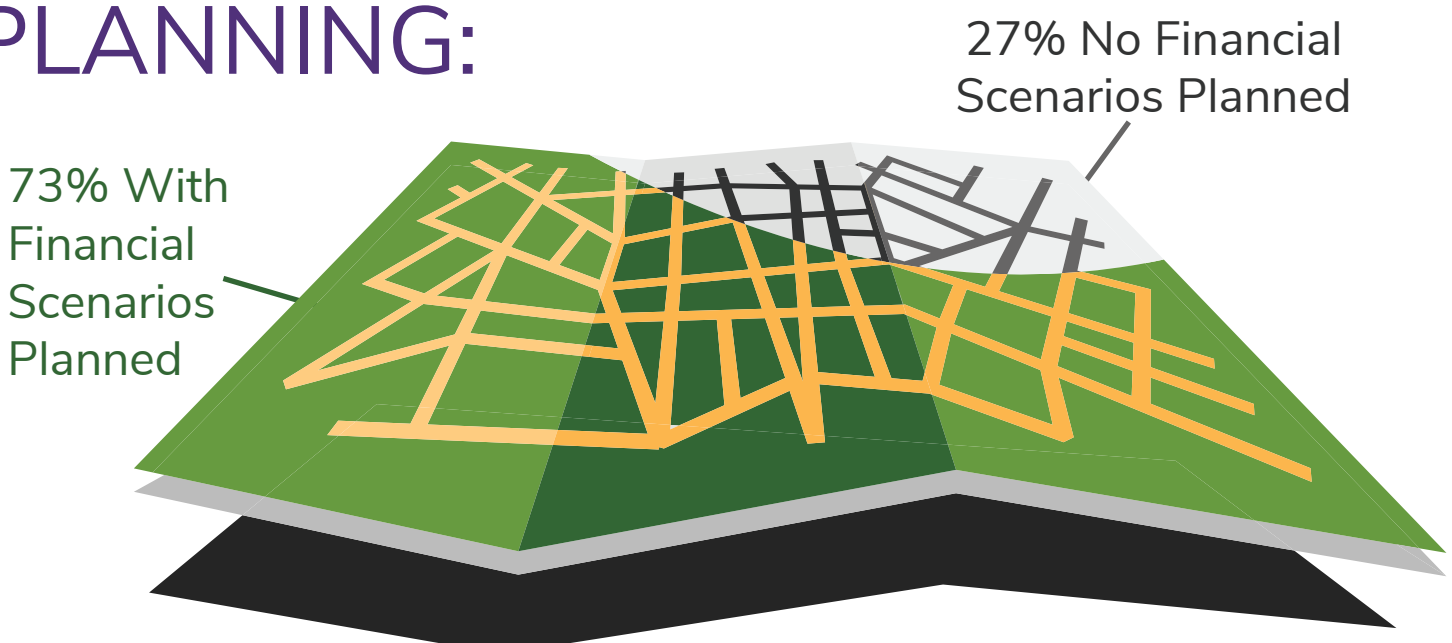 PLANNING:
27% No Financial
Scenarios Planned
73% With
Financial
Scenarios
Planned